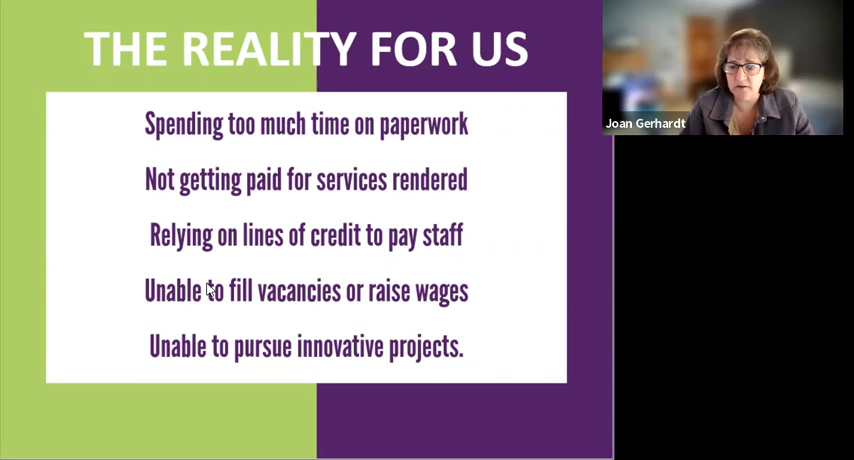 THE REALITY FOR US
Spending too much time on paperwork
Not getting paid for services rendered
Relying on lines of credit to pay staff
Unable to fill vacancies or raise wages
Unable to pursue innovative projects.
Joan Gerhardt